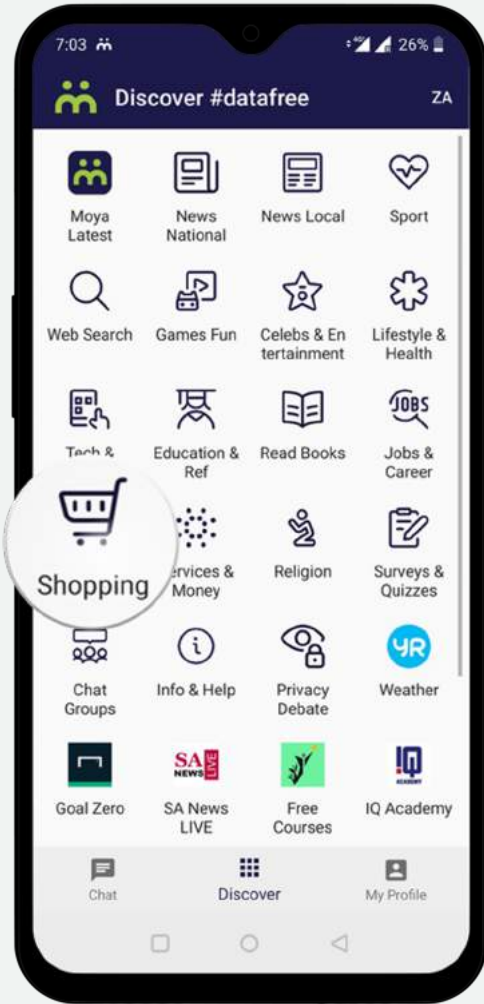 7:03 26%
Discover #datafree ZA
Moya News News Local Sport
Latest National
Web Search Games Fun Celebs & En Lifestyle &
tertainment Health
JOBS
Tech & Education & Read Books Jobs &
Ref Career
Shopping ervices & Religion Surveys &
Money Quizzes
YR
Chat Info & Help Privacy Weather
Groups Debate
SA NEWS LIVE IQ ACADEMY
Goal Zero SA News Free IQ Academy
LIVE Courses
Chat Discover My Profile